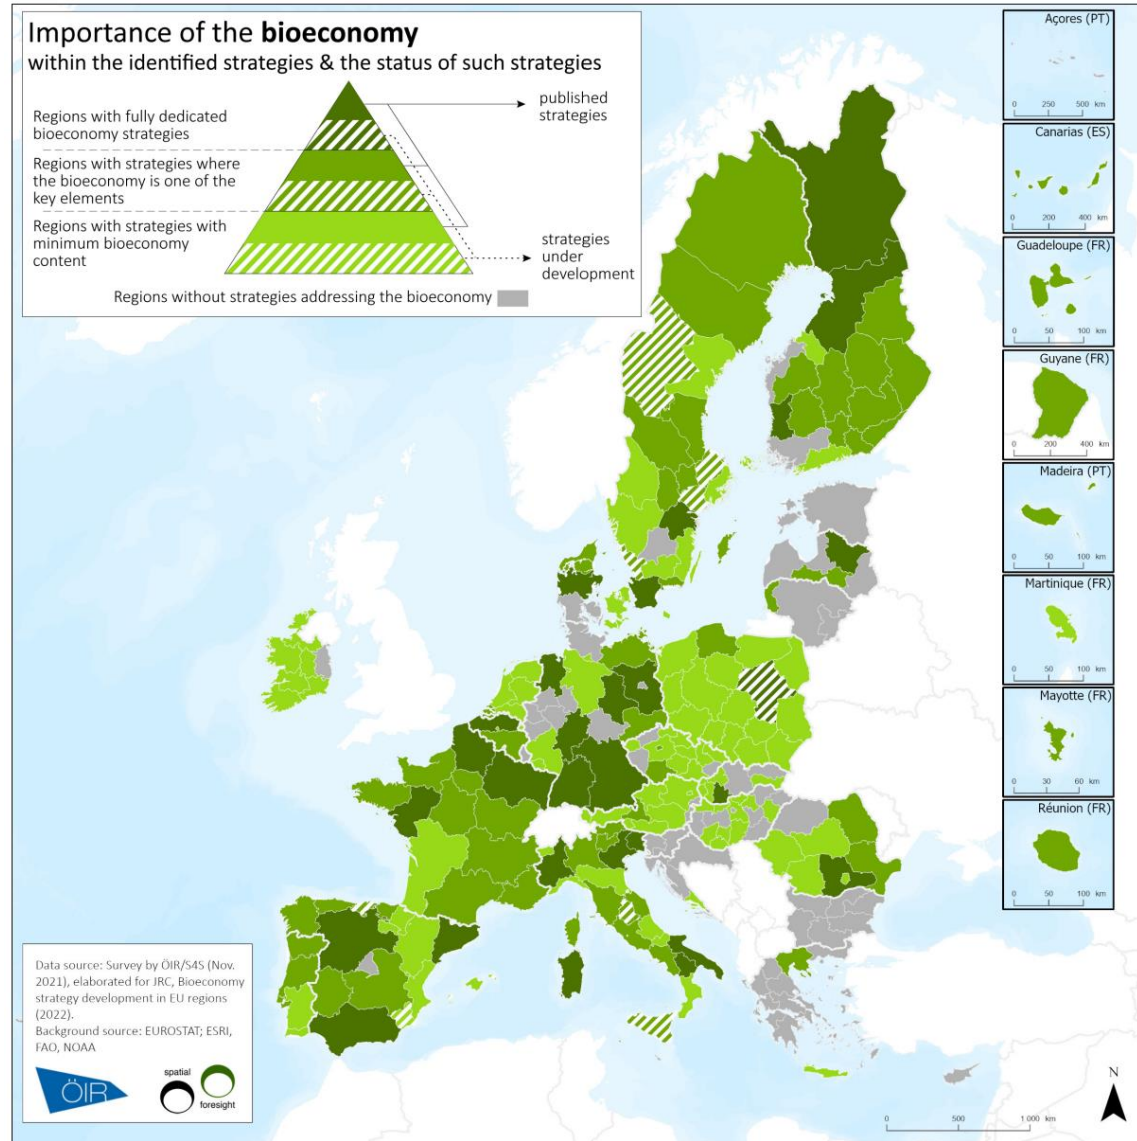 Importance of the bioeconomy
within the identified strategies & the status of such strategies
Regions with fully dedicated
bioeconomy strategies
published
strategies
Regions with strategies where
the bioeconomy is one of the
key elements
Regions with strategies with
minimum bioeconomy
content
strategies
under
development
Regions without strategies addressing the bioeconomy
Açores (PT)
0 250 500 km
Canarias (ES)
0 200 400 km
Guadeloupe (FR)
0 50 100 km
Guyane (FR)
0 200 400 km
Madeira (PT)
0 50 100 km
Martinique (FR)
0 50 100 km
Mayotte (FR)
0 30 60 km
Réunion (FR)
0 50 100 km
Data source: Survey by ÖIR/S4S (Nov.
2021), elaborated for JRC, Bioeconomy
strategy development in EU regions
(2022).
Background source: EUROSTAT; ESRI,
FAO, NOAA
ÖIR
spatial
foresight
N
0 500 1 000 km